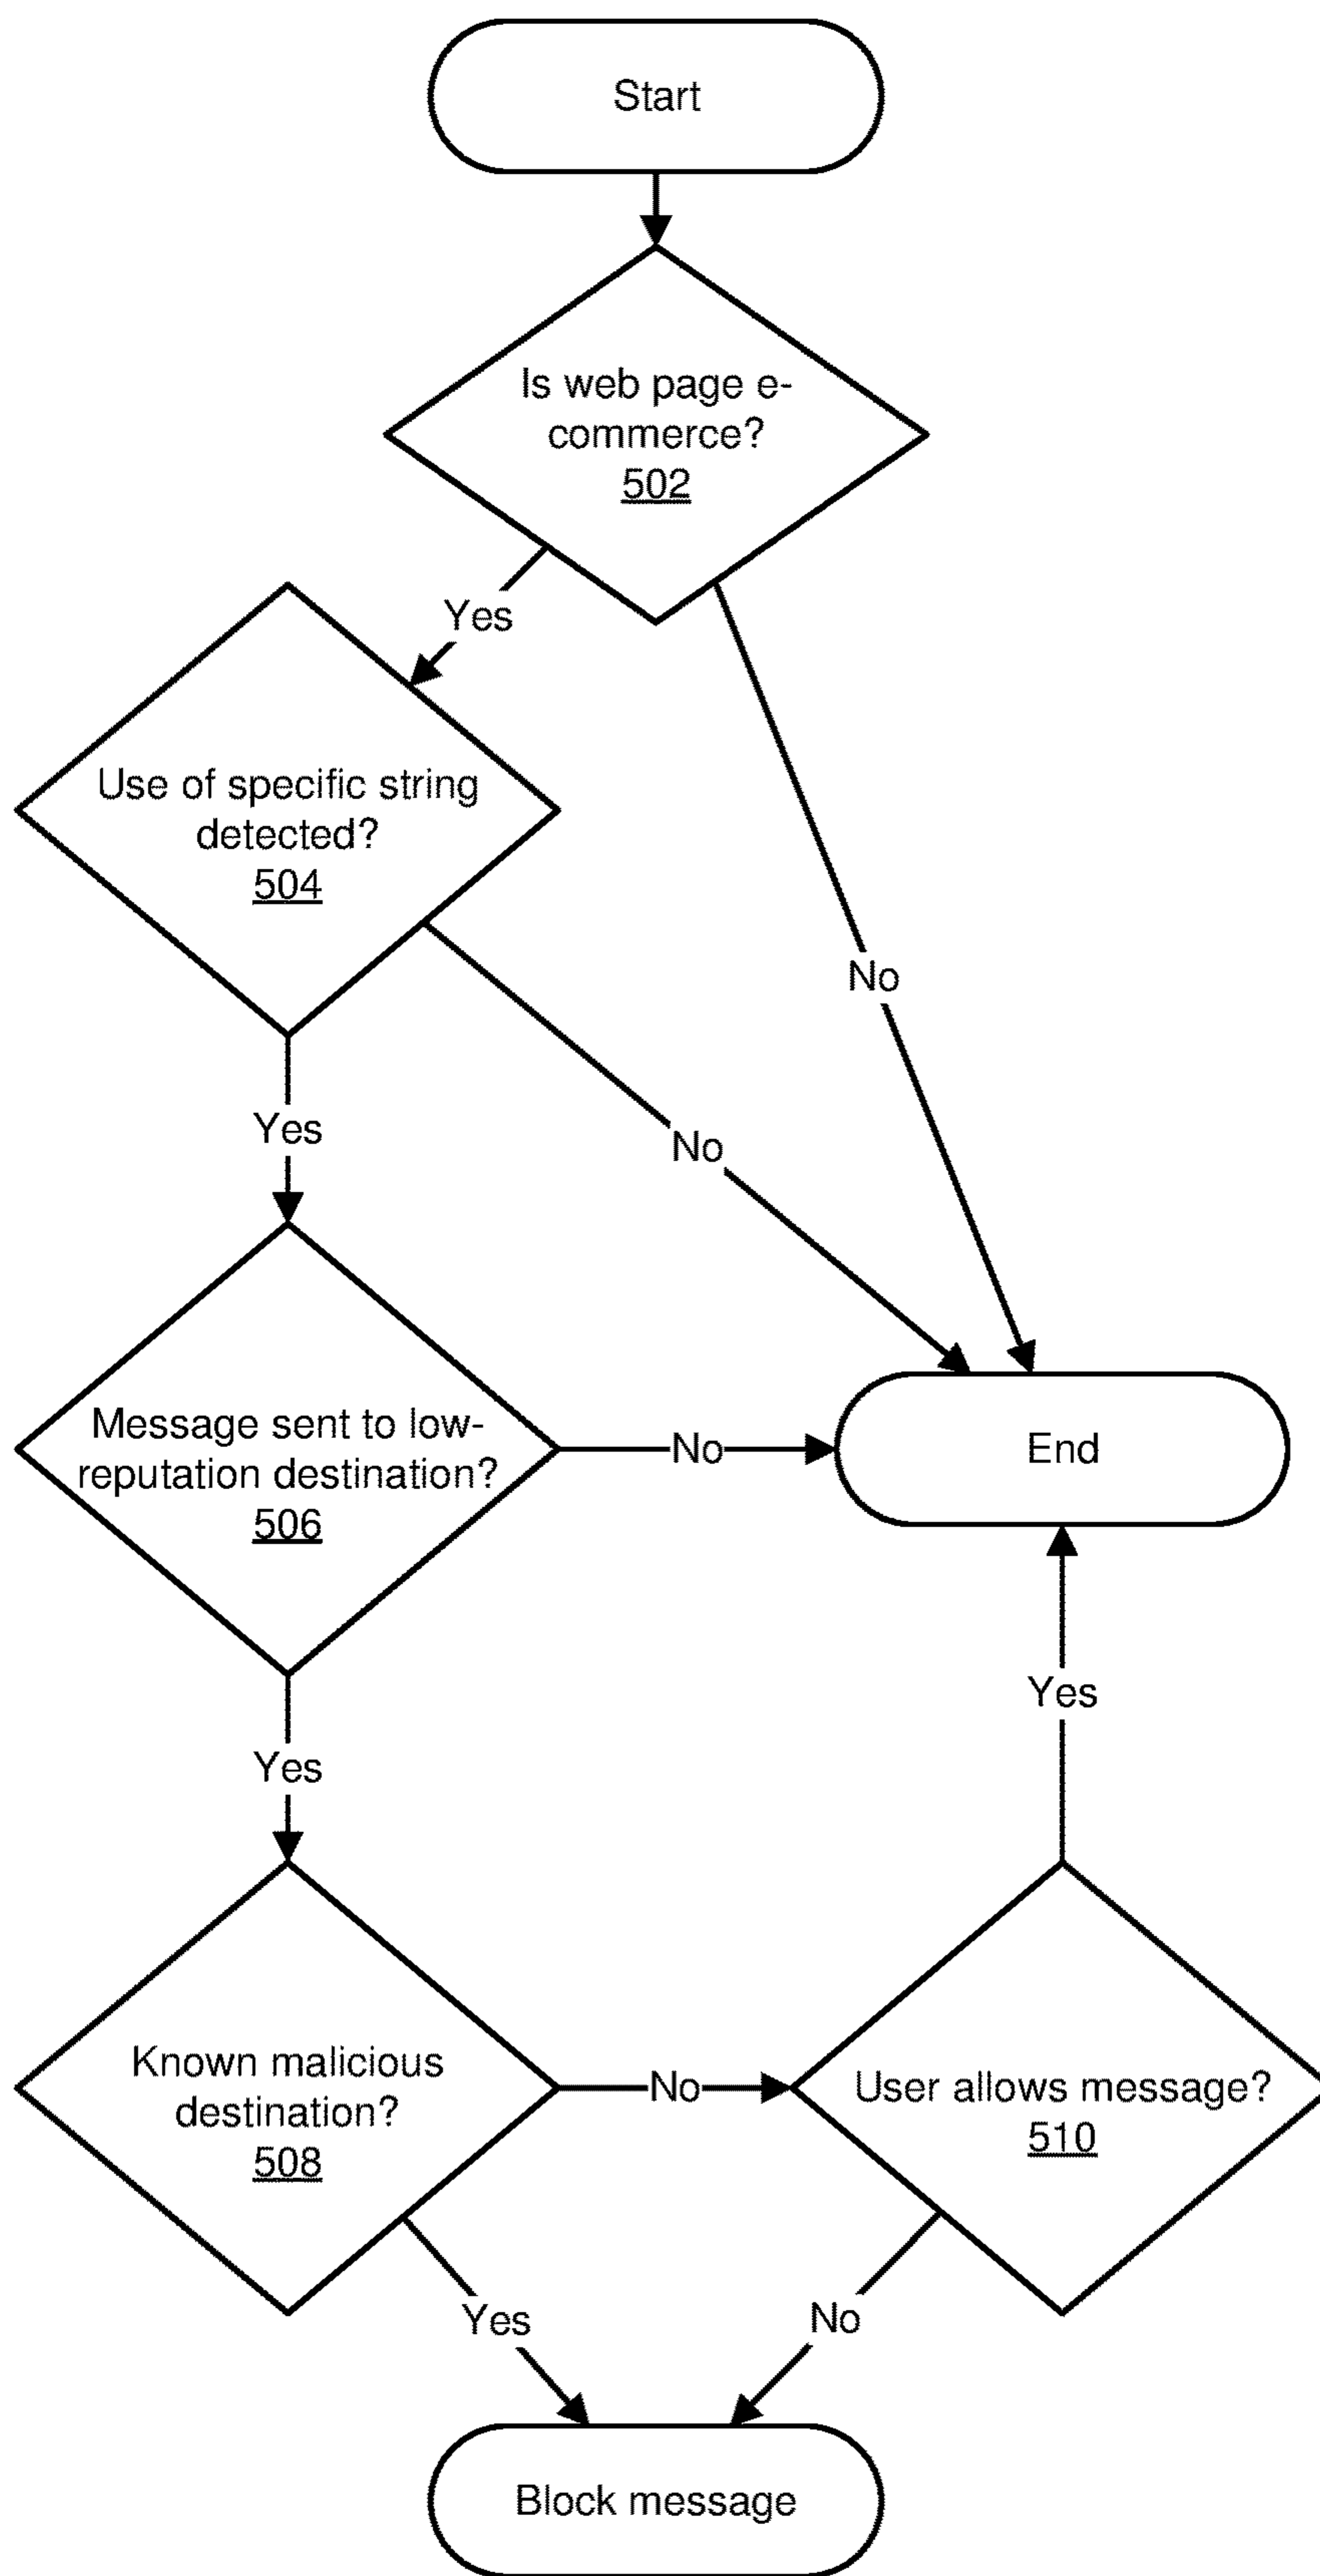 Start
Is web page e-
commerce?
502
Yes
Use of specific string
detected?
504
No
Yes
No
Message sent to low-
reputation destination?
506
No
End
Yes
Yes
Known malicious
destination?
508
No
User allows message?
510
Yes
No
Block message